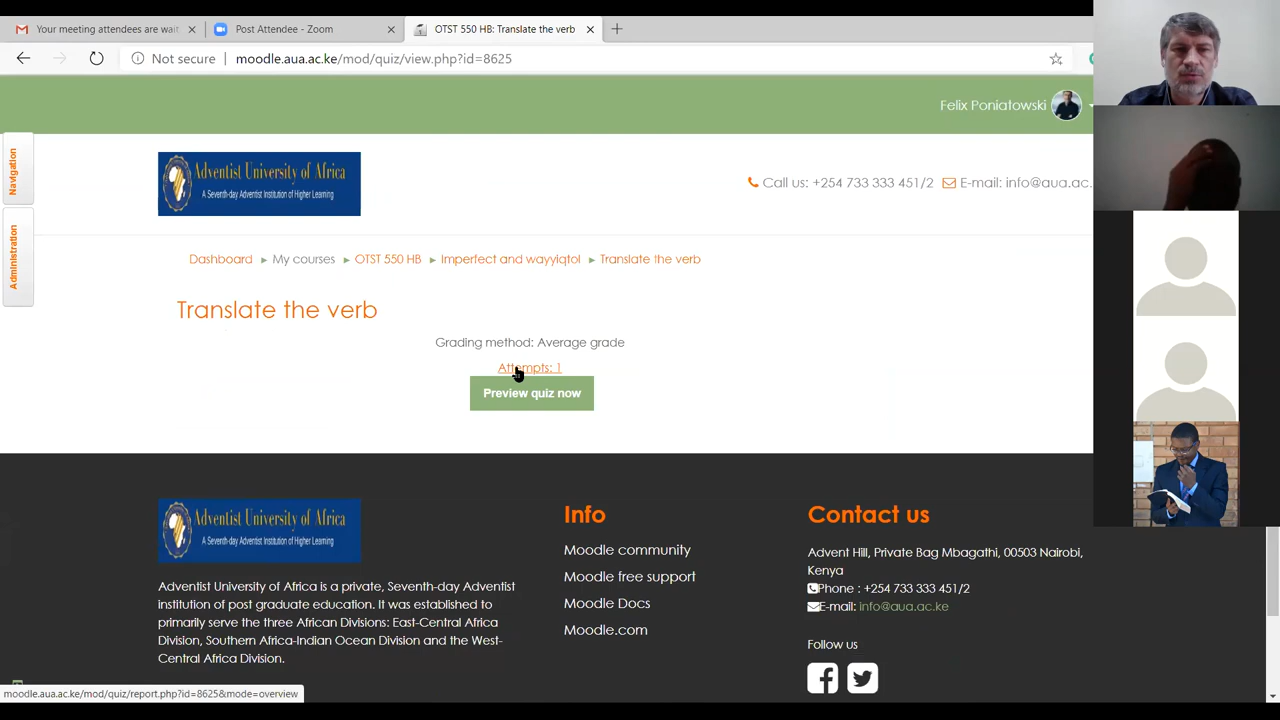 Your meeting attendees are wait
Post Attendee - Zoom
OTST 550 HB: Translate the verb
Not secure
moodle.aua.ac.ke/mod/quiz/view.php?id=8625
Felix Poniatowski
Navigation
Administration
Adventist University of Africa
A Seventh-day Adventist Institution of Higher Learning
Call us: +254 733 333 451/2
E-mail: info@aua.ac.
Dashboard ► My courses ► OTST 550 HB ► Imperfect and wayyiqtol ► Translate the verb
Translate the verb
Grading method: Average grade
Attempts: 1
Preview quiz now
Adventist University of Africa
A Seventh-day Adventist Institution of Higher Learning
Adventist University of Africa is a private, Seventh-day Adventist
institution of post graduate education. It was established to
primarily serve the three African Divisions: East-Central Africa
Division, Southern Africa-Indian Ocean Division and the West-
Central Africa Division.
Info
Moodle community
Moodle free support
Moodle Docs
Moodle.com
Contact us
Advent Hill, Private Bag Mbagathi, 00503 Nairobi,
Kenya
Phone : +254 733 333 451/2
E-mail: info@aua.ac.ke
Follow us
moodle.aua.ac.ke/mod/quiz/report.php?id=8625&mode=overview